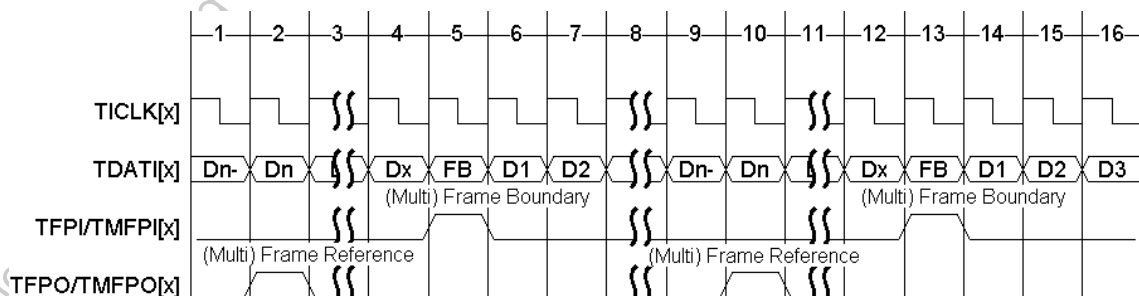 1 2 3 4 5 6 7 8 9 10 11 12 13 14 15 16
TICLK[x]
TDATI[x] Dn- Dn Dx FB D1 D2 Dn- Dn Dx FB D1 D2 D3
(Multi) Frame Boundary (Multi) Frame Boundary
TFPI/TMFPI[x]
(Multi) Frame Reference (Multi) Frame Reference
TFPO/TMFPO[x]